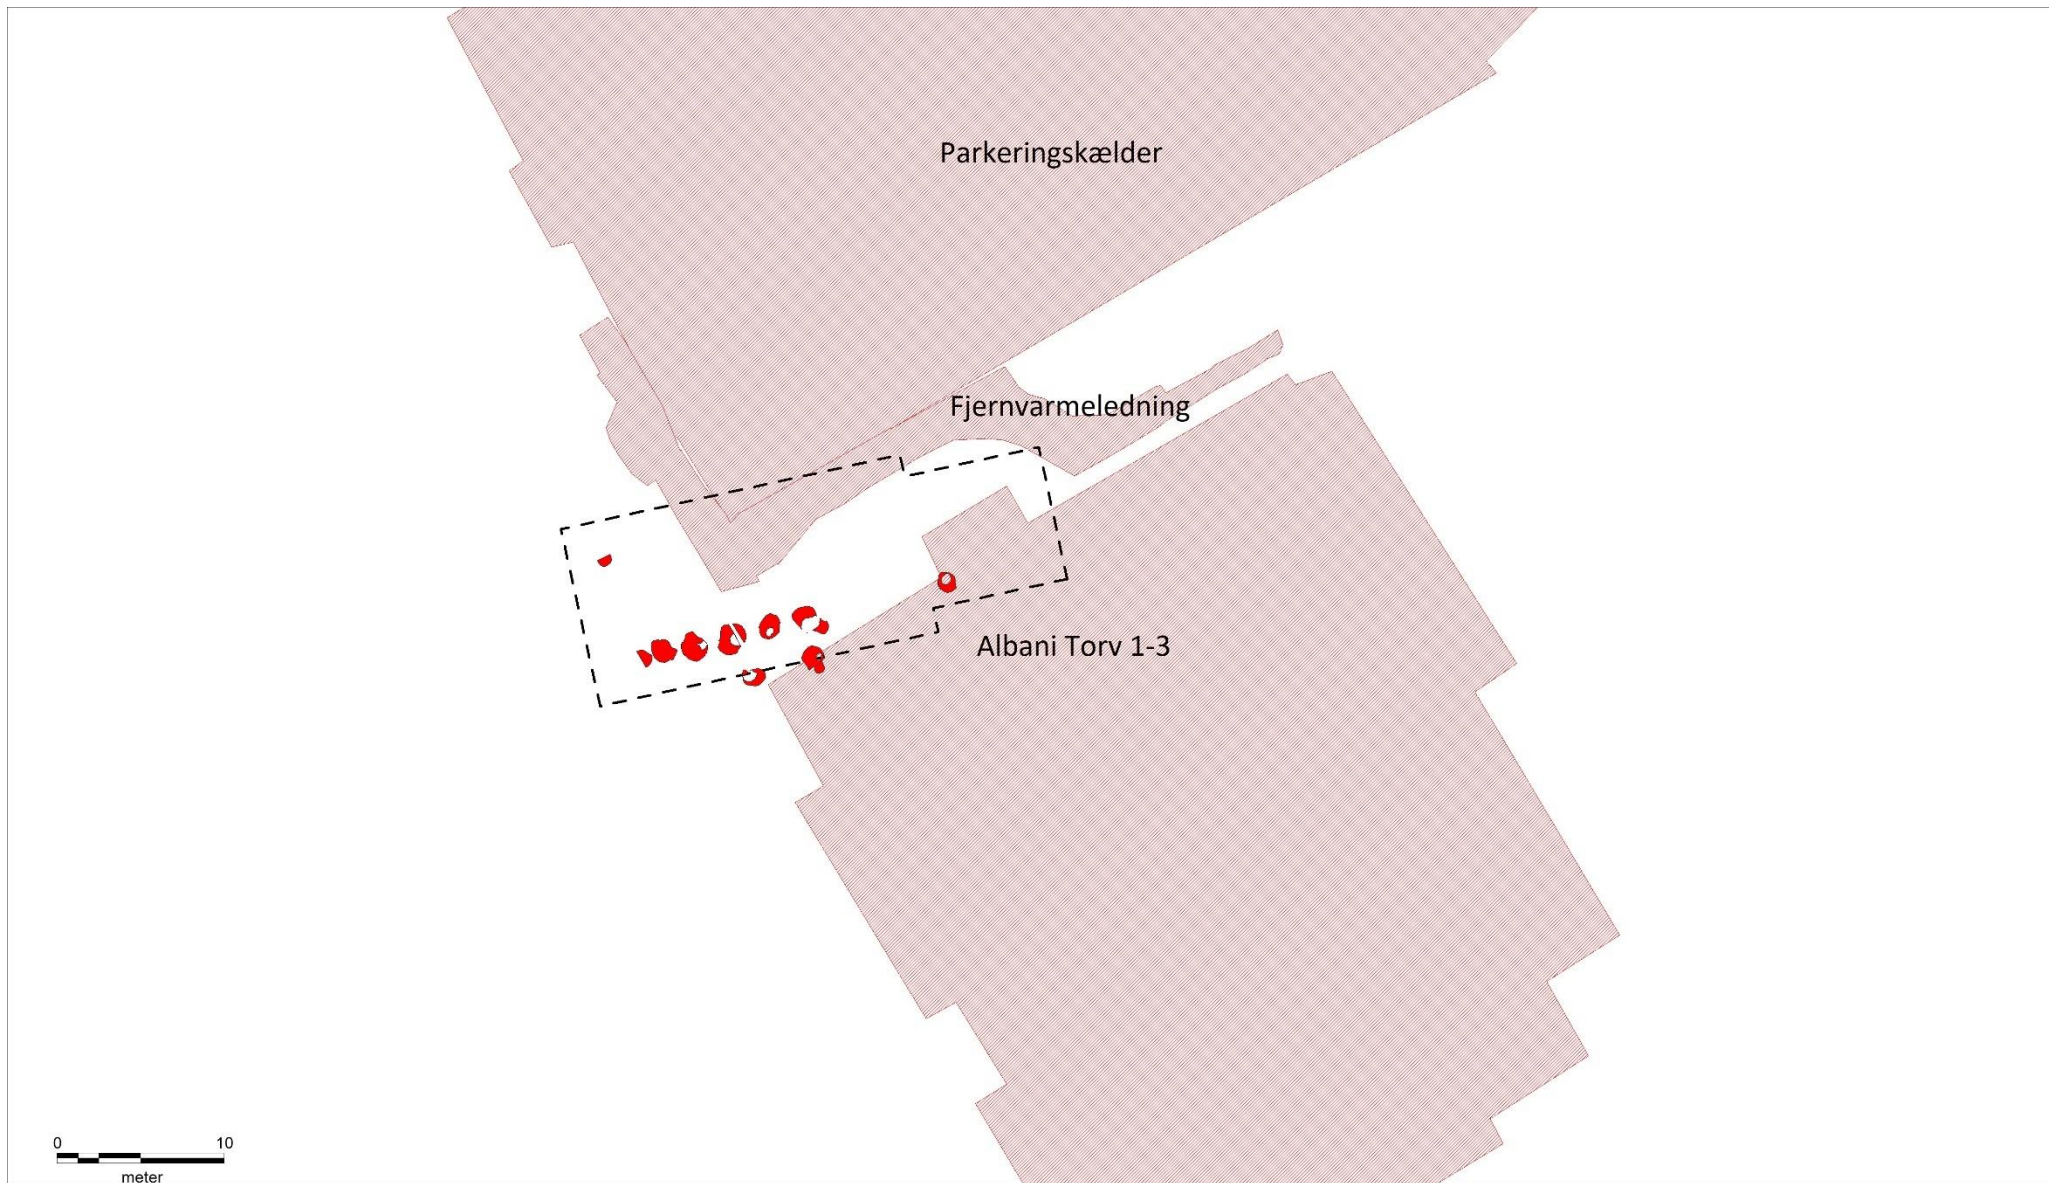 Parkeringskælder
Fjernvarmeledning
Albani Torv 1-3
0 10
meter